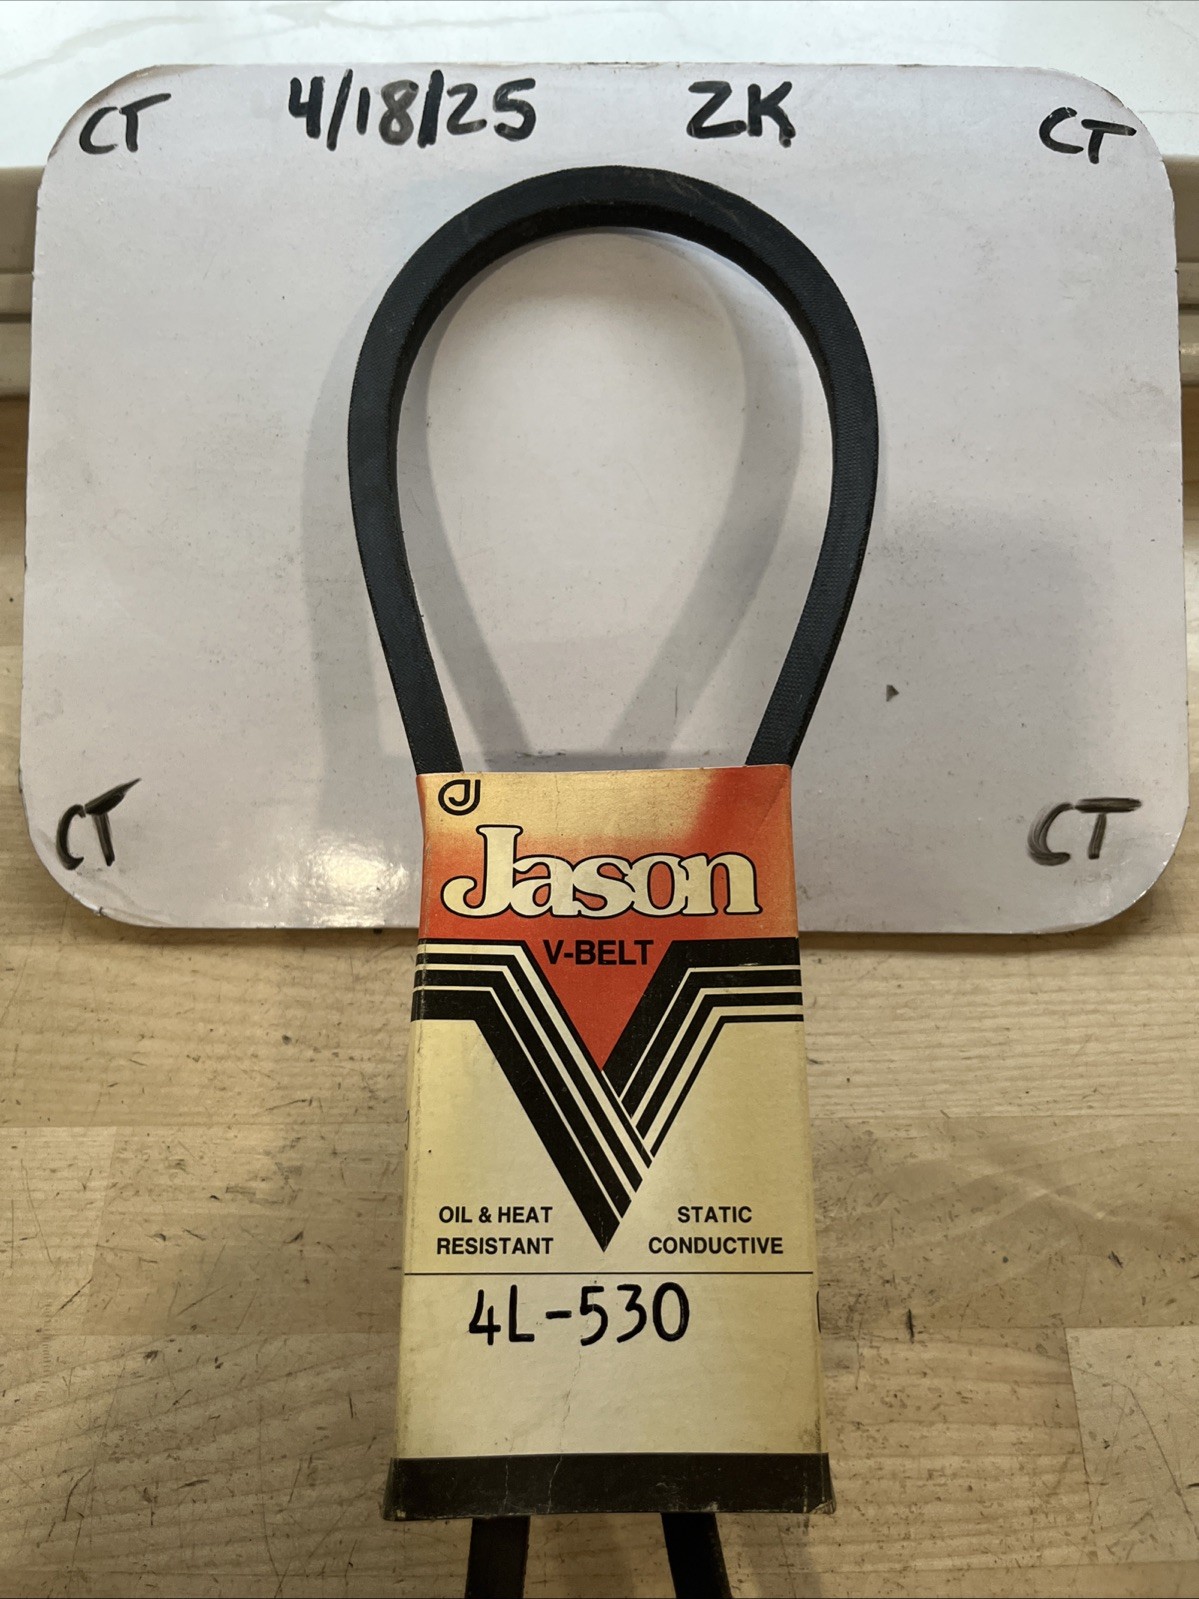 CT 4/18/25 ZK CT
CT CT
J
Jason
V-BELT
OIL & HEAT
RESISTANT
STATIC
CONDUCTIVE
4L-530